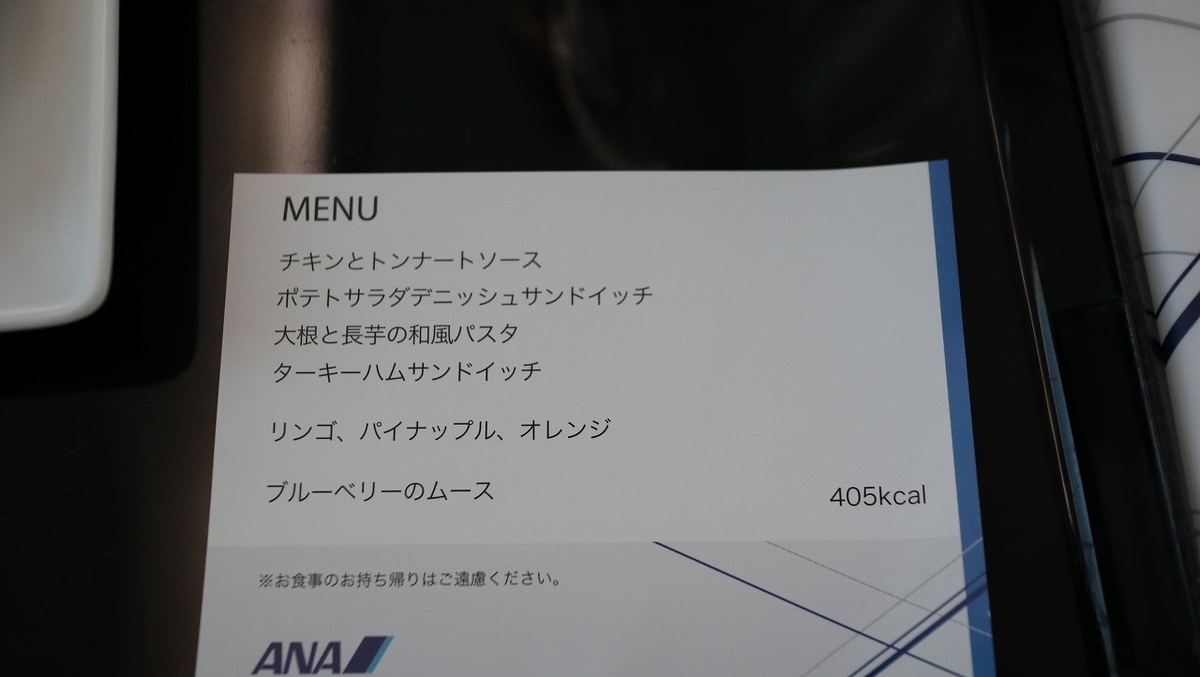 MENU
チキンとトンナートソース
ポテトサラダデニッシュサンドイッチ
大根と長芋の和風パスタ
ターキーハムサンドイッチ
リンゴ、パイナップル、オレンジ
ブルーベリーのムース 405kcal
※お食事のお持ち帰りはご遠慮ください。
ANA